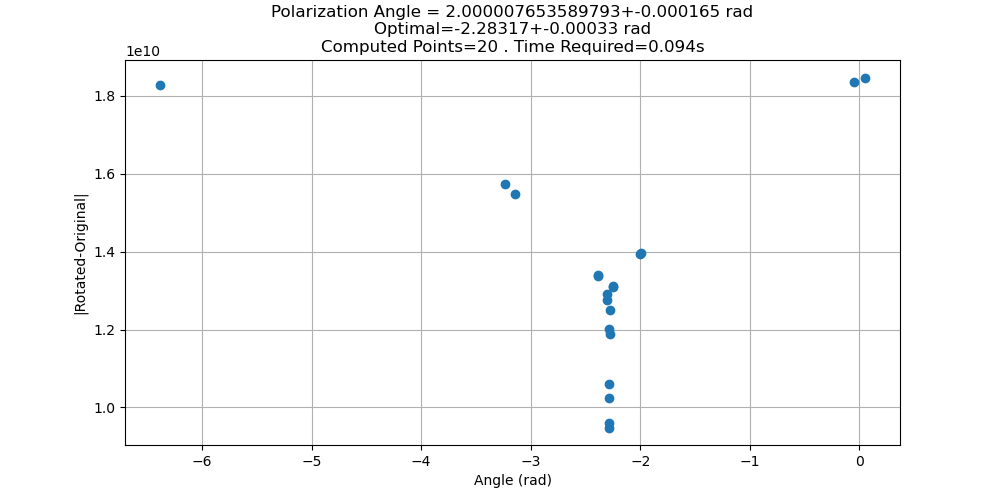 Polarization Angle = 2.000007653589793+-0.000165 rad
Optimal=-2.28317+-0.00033 rad
Computed Points=20 . Time Required=0.094s
1e10
1.8
1.6
1.4
1.2
1.0
|Rotated-Original|
−6
−5
−4
−3
−2
−1
0
Angle (rad)